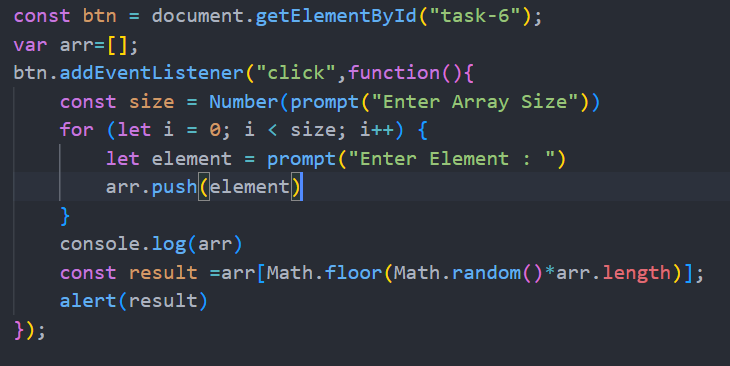 const btn = document.getElementById("task-6");
var arr=[];
btn.addEventListener("click",function(){
    const size = Number(prompt("Enter Array Size"))
    for (let i = 0; i < size; i++) {
        let element = prompt("Enter Element : ")
        arr.push(element)
    }
    console.log(arr)
    const result =arr[Math.floor(Math.random()*arr.length)];
    alert(result)
});